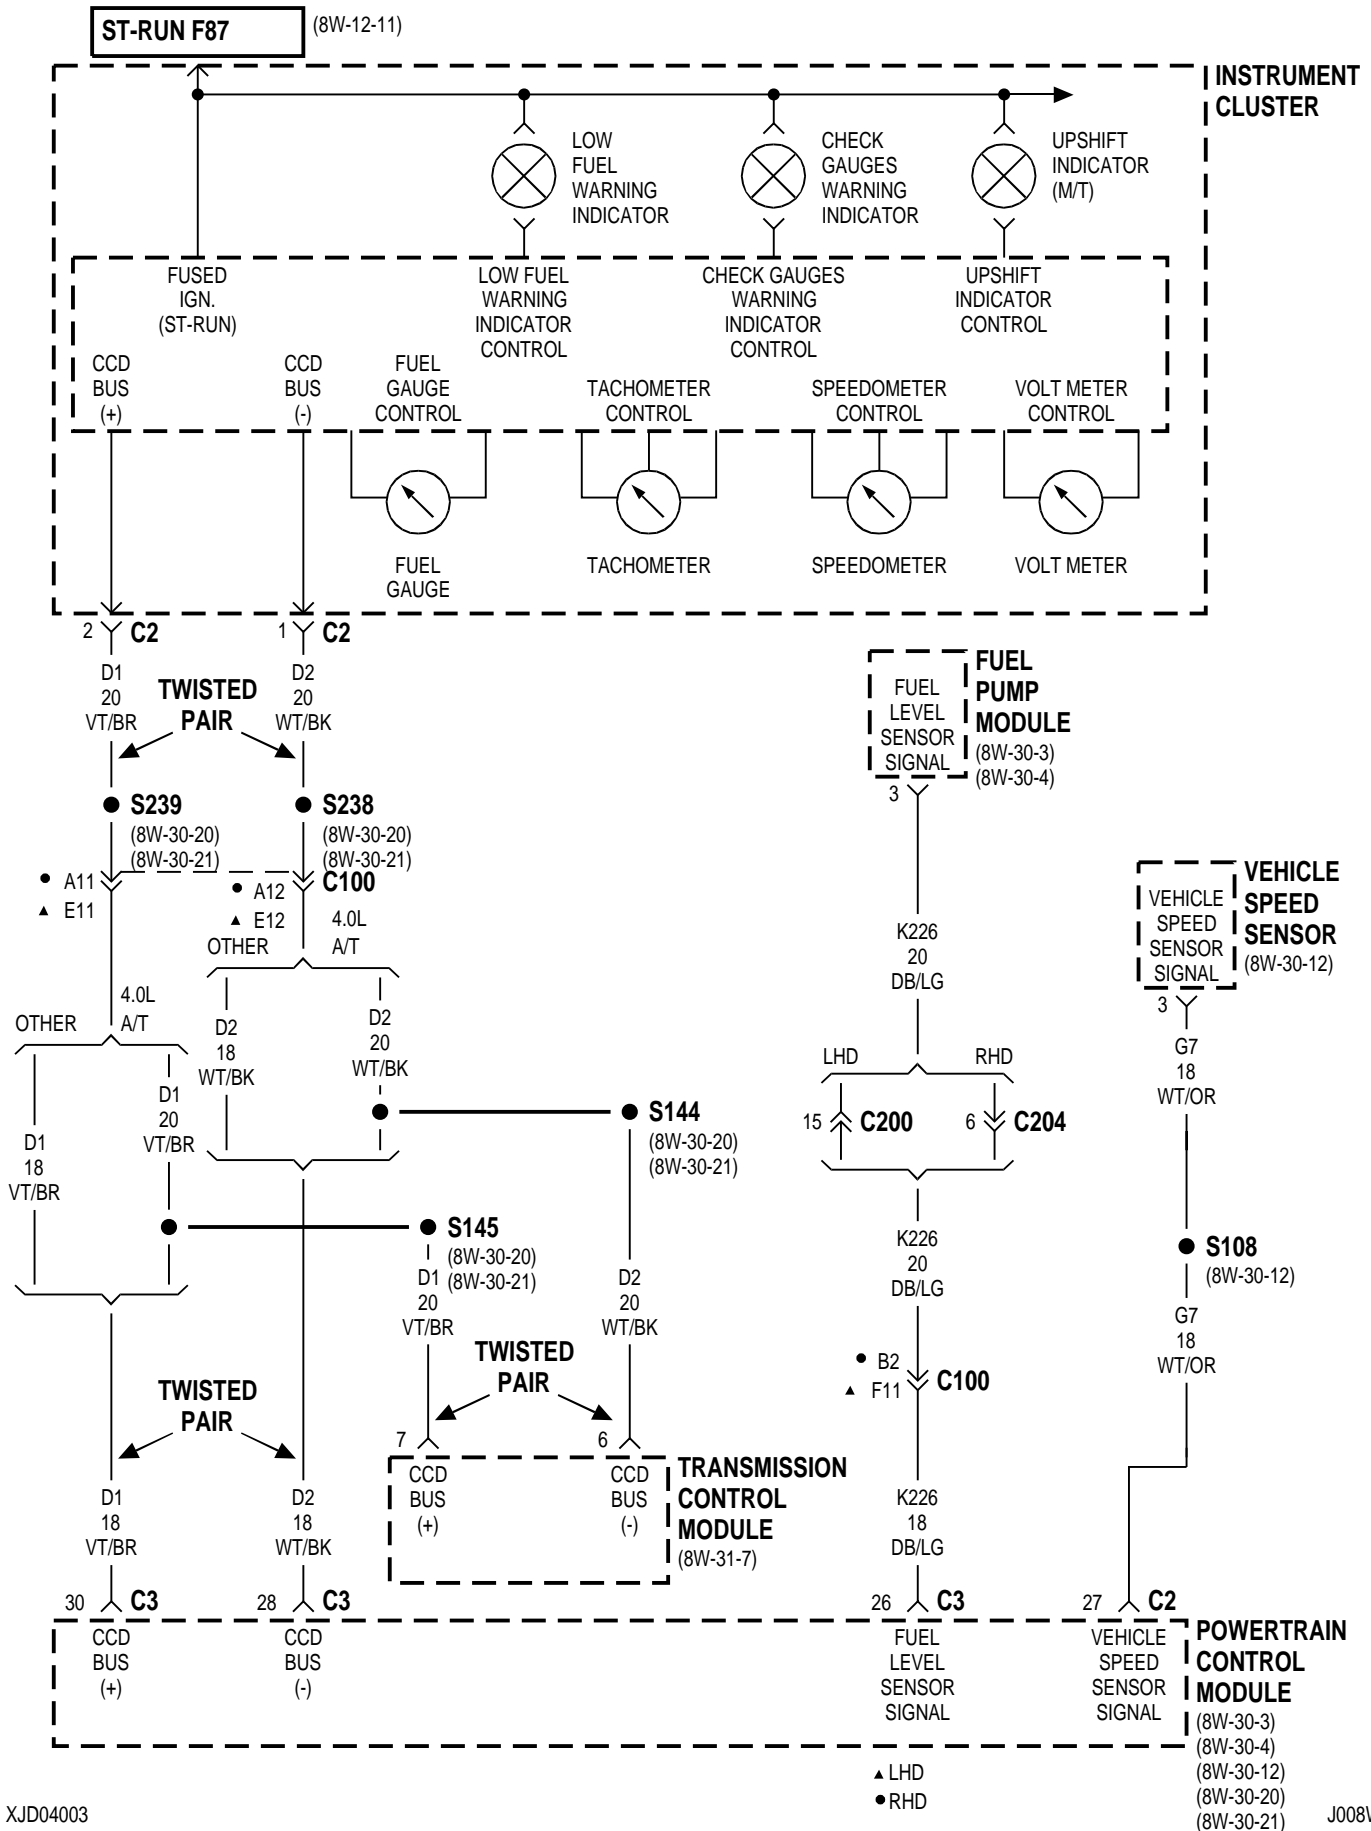 ST-RUN F87
(8W-12-11)
INSTRUMENT
CLUSTER
LOW
FUEL
WARNING
INDICATOR
CHECK
GAUGES
WARNING
INDICATOR
UPSHIFT
INDICATOR
(M/T)
FUSED
IGN.
(ST-RUN)
LOW FUEL
WARNING
INDICATOR
CONTROL
CHECK GAUGES
WARNING
INDICATOR
CONTROL
UPSHIFT
INDICATOR
CONTROL
CCD
BUS
(+)
CCD
BUS
(-)
FUEL
GAUGE
CONTROL
TACHOMETER
CONTROL
SPEEDOMETER
CONTROL
VOLT METER
CONTROL
FUEL
GAUGE
TACHOMETER
SPEEDOMETER
VOLT METER
2 C2
1 C2
D1
20
VT/BR
TWISTED
PAIR
D2
20
WT/BK
FUEL
LEVEL
SENSOR
SIGNAL
FUEL
PUMP
MODULE
(8W-30-3)
(8W-30-4)
3
S239
(8W-30-20)
(8W-30-21)
S238
(8W-30-20)
(8W-30-21)
● A11
▲ E11
● A12
▲ E12
C100
VEHICLE
SPEED
SENSOR
SIGNAL
VEHICLE
SPEED
SENSOR
(8W-30-12)
3
OTHER
4.0L
A/T
K226
20
DB/LG
OTHER
4.0L
A/T
D2
18
WT/BK
D2
20
WT/BK
G7
18
WT/OR
LHD
RHD
15 C200
6 C204
D1
18
VT/BR
D1
20
VT/BR
S144
(8W-30-20)
(8W-30-21)
S145
(8W-30-20)
(8W-30-21)
D1
20
VT/BR
D2
20
WT/BK
K226
20
DB/LG
S108
(8W-30-12)
G7
18
WT/OR
TWISTED
PAIR
TWISTED
PAIR
● B2
▲ F11
C100
7
6
CCD
BUS
(+)
CCD
BUS
(-)
TRANSMISSION
CONTROL
MODULE
(8W-31-7)
D1
18
VT/BR
D2
18
WT/BK
K226
18
DB/LG
30 C3
28 C3
26 C3
27 C2
CCD
BUS
(+)
CCD
BUS
(-)
FUEL
LEVEL
SENSOR
SIGNAL
VEHICLE
SPEED
SENSOR
SIGNAL
POWERTRAIN
CONTROL
MODULE
(8W-30-3)
(8W-30-4)
(8W-30-12)
(8W-30-20)
(8W-30-21)
▲ LHD
● RHD
XJD04003
J008W